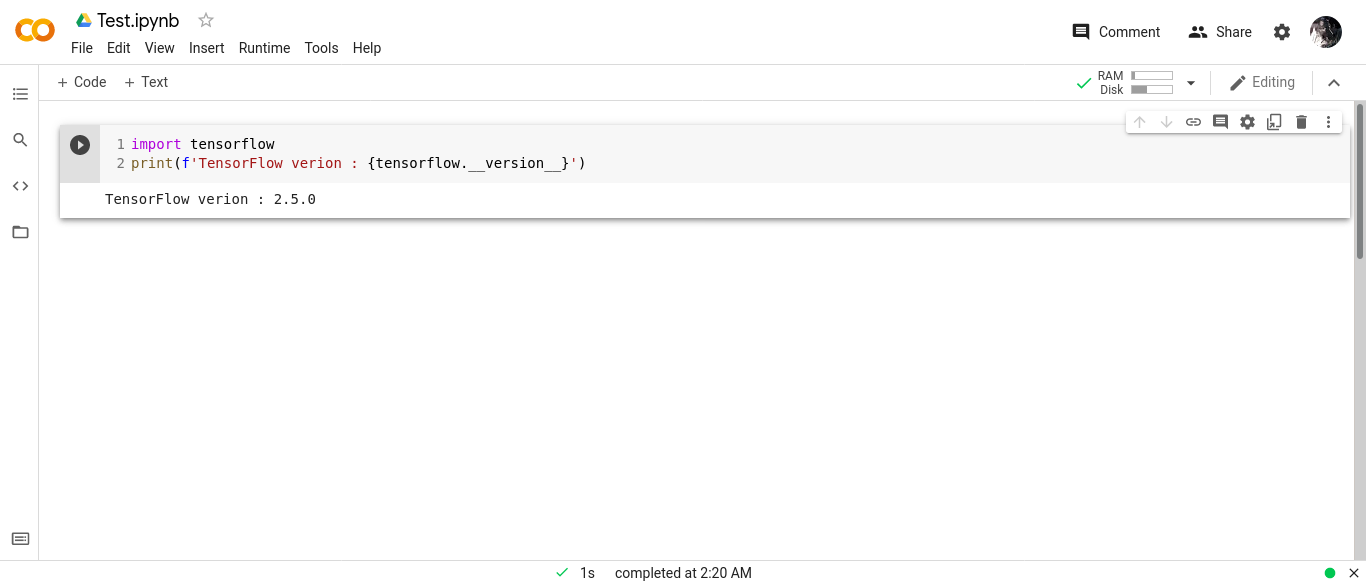 Test.ipynb
Comment Share
File Edit View Insert Runtime Tools Help
+ Code + Text
RAM
Disk
Editing
1 import tensorflow
2 print(f'TensorFlow verion : {tensorflow.__version__}')
TensorFlow verion : 2.5.0
1s completed at 2:20 AM